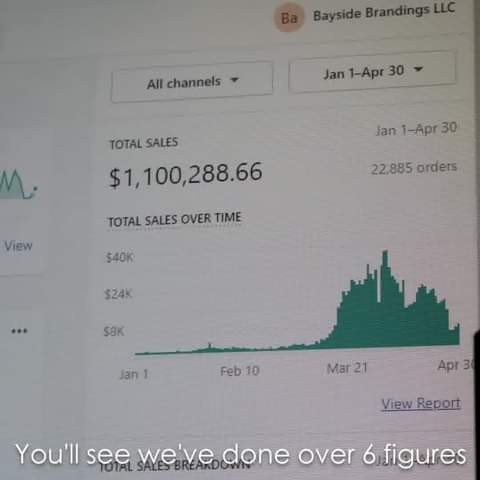 Ba Bayside Brandings LLC
All channels Jan 1–Apr 30
TOTAL SALES Jan 1–Apr 30
$1,100,288.66 22,885 orders
TOTAL SALES OVER TIME
View
$40K
$24K
$8K
Jan 1 Feb 10 Mar 21 Apr 30
View Report
You'll see we've done over 6 figures
TOTAL SALES BREAKDOWN